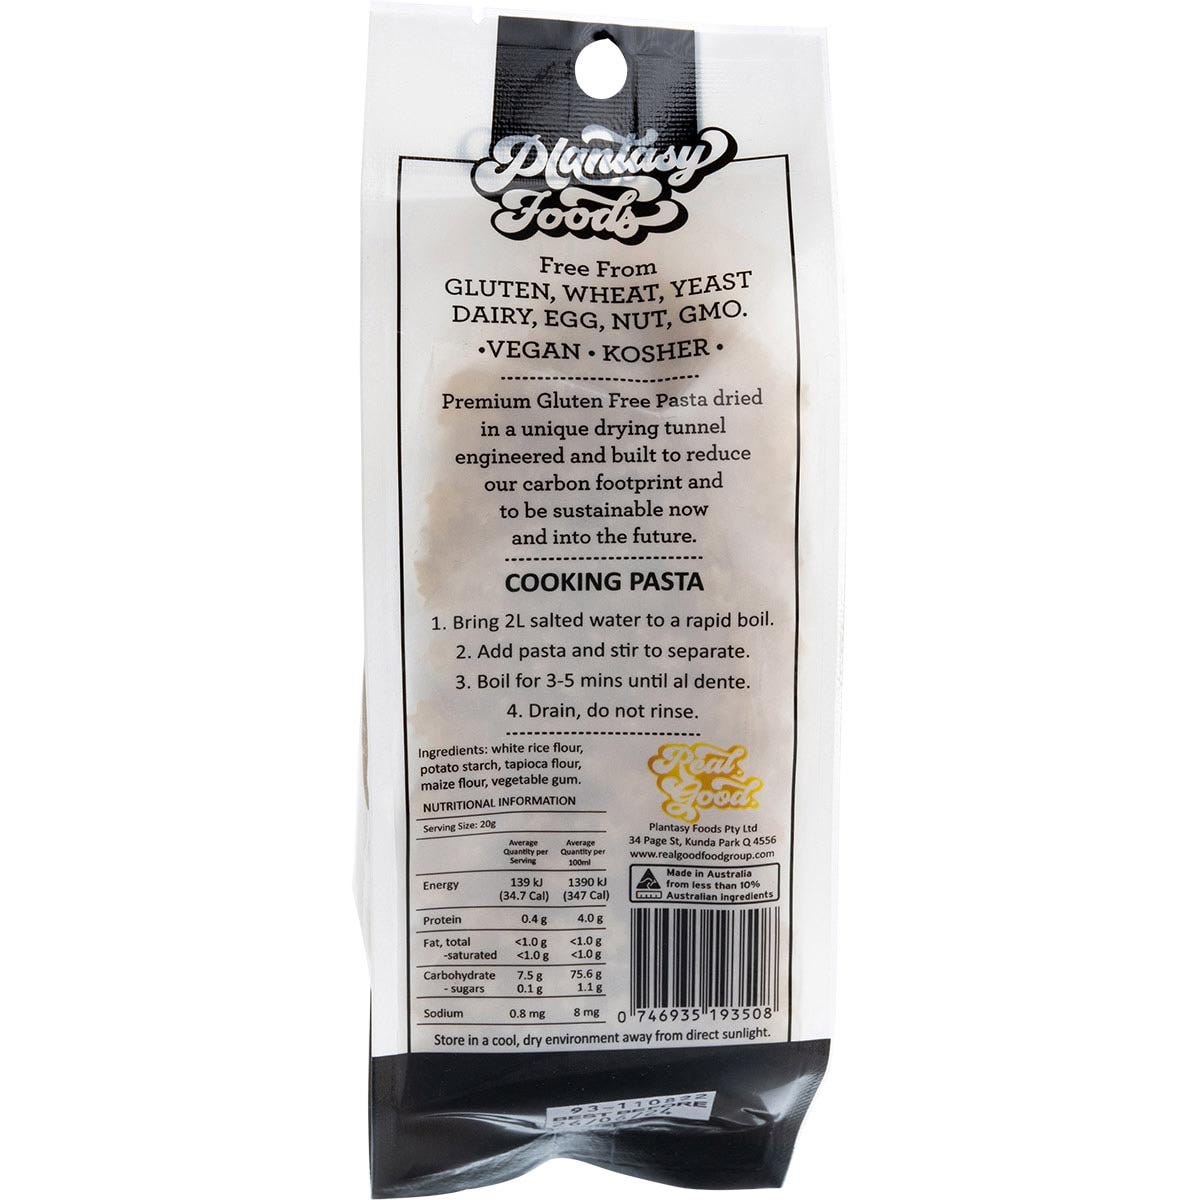 Plantasy
Foods
Free From
GLUTEN, WHEAT, YEAST
DAIRY, EGG, NUT, GMO.
•VEGAN • KOSHER •
Premium Gluten Free Pasta dried
in a unique drying tunnel
engineered and built to reduce
our carbon footprint and
to be sustainable now
and into the future.
COOKING PASTA
1. Bring 2L salted water to a rapid boil.
2. Add pasta and stir to separate.
3. Boil for 3-5 mins until al dente.
4. Drain, do not rinse.
Ingredients: white rice flour,
potato starch, tapioca flour,
maize flour, vegetable gum.
NUTRITIONAL INFORMATION
Serving Size: 20g
Average Quantity per Serving Average Quantity per 100ml
Energy 139 kJ 1390 kJ
(34.7 Cal) (347 Cal)
Protein 0.4 g 4.0 g
Fat, total <1.0 g <1.0 g
-saturated <1.0 g <1.0 g
Carbohydrate 7.5 g 75.6 g
- sugars 0.1 g 1.1 g
Sodium 0.8 mg 8 mg
Real.
Good.
Plantasy Foods Pty Ltd
34 Page St, Kunda Park Q 4556
www.realgoodfoodgroup.com
Made in Australia
from less than 10%
Australian Ingredients
0 746935 193508
Store in a cool, dry environment away from direct sunlight.
93-110822
BEST BEFORE